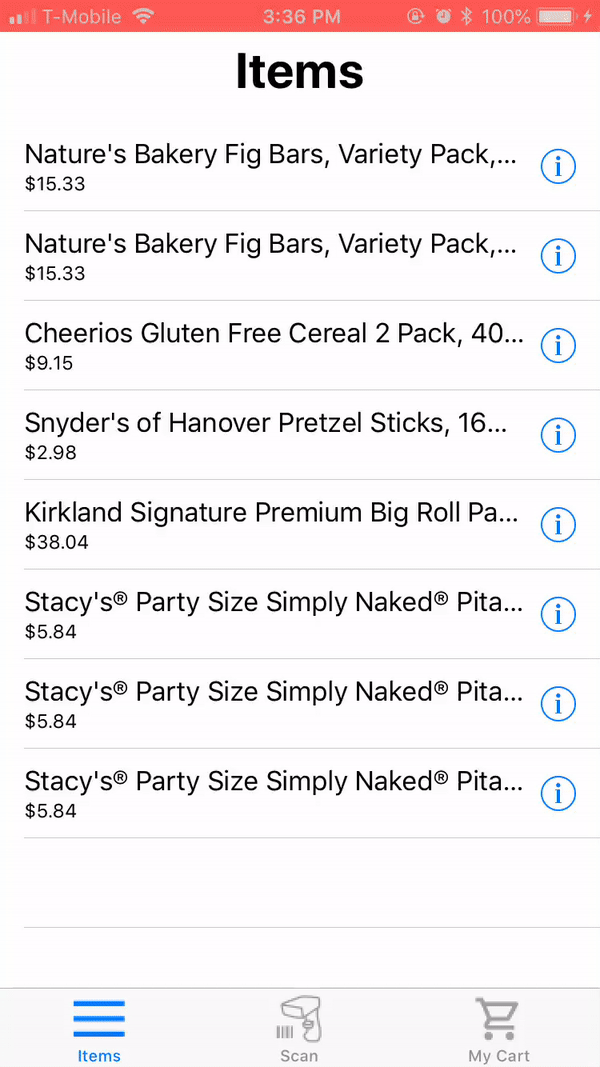 T-Mobile 3:36 PM 100%
Items
Nature's Bakery Fig Bars, Variety Pack,...
$15.33
Nature's Bakery Fig Bars, Variety Pack,...
$15.33
Cheerios Gluten Free Cereal 2 Pack, 40...
$9.15
Snyder's of Hanover Pretzel Sticks, 16...
$2.98
Kirkland Signature Premium Big Roll Pa...
$38.04
Stacy's® Party Size Simply Naked® Pita...
$5.84
Stacy's® Party Size Simply Naked® Pita...
$5.84
Stacy's® Party Size Simply Naked® Pita...
$5.84
Items Scan My Cart